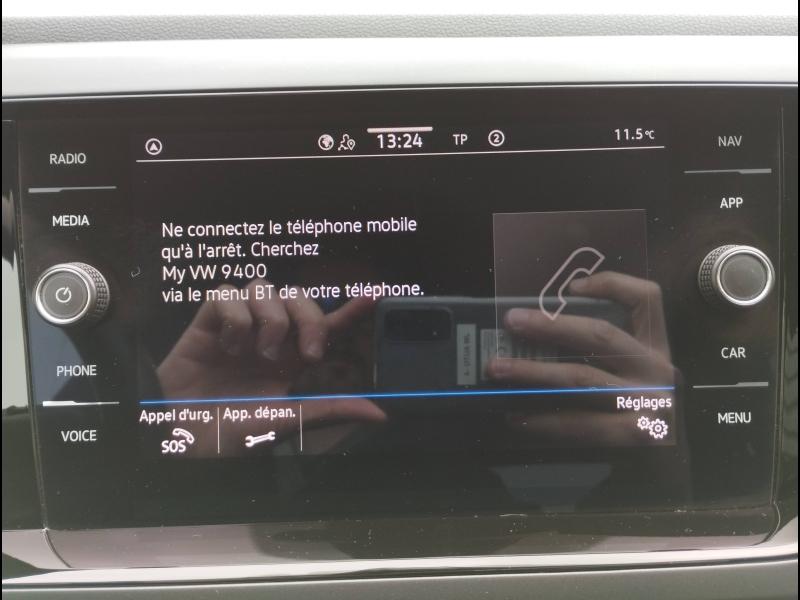 RADIO
MEDIA
PHONE
VOICE
13:24 TP 2 11.5°C
Ne connectez le téléphone mobile
qu'à l'arrêt. Cherchez
My VW 9400
via le menu BT de votre téléphone.
Appel d'urg. App. dépan. Réglages
SOS
NAV
APP
CAR
MENU